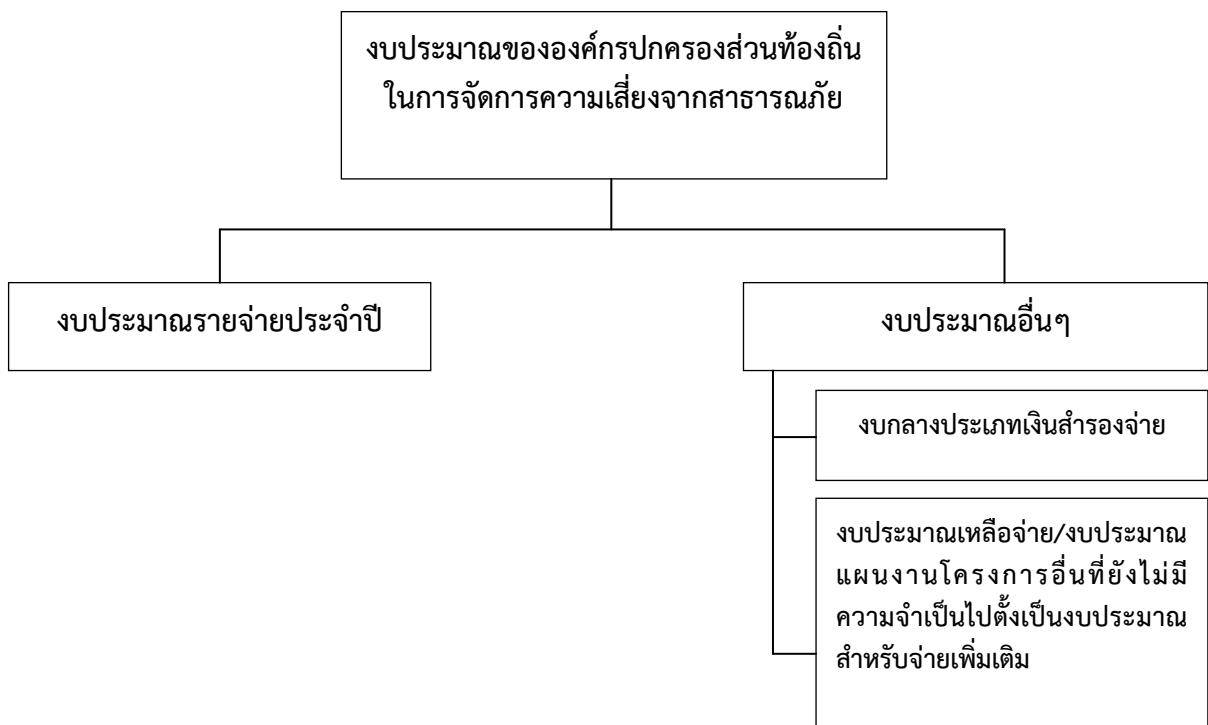 งบประมาณขององค์กรปกครองส่วนท้องถิ่น
ในการจัดการความเสี่ยงจากสาธารณภัย
งบประมาณรายจ่ายประจำปี
งบประมาณอื่นๆ
งบกลางประเภทเงินสำรองจ่าย
งบประมาณเหลือจ่าย/งบประมาณ
แผนงานโครงการอื่นที่ยังไม่มี
ความจำเป็นไปตั้งเป็นงบประมาณ
สำหรับจ่ายเพิ่มเติม